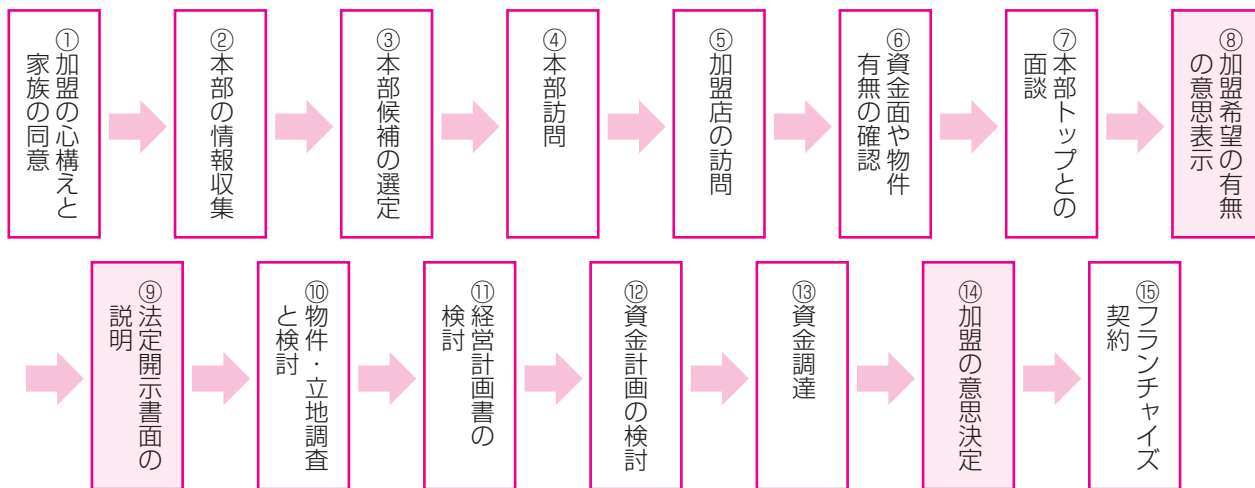 ①加盟の心構えと
家族の同意
②本部の情報収集
③本部候補の選定
④本部訪問
⑤加盟店の訪問
⑥資金面や物件
有無の確認
⑦本部トップとの
面談
⑧加盟希望の有無
の意思表示
⑨法定開示書面の
説明
⑩物件・立地調査
と検討
⑪経営計画書の
検討
⑫資金計画の検討
⑬資金調達
⑭加盟の意思決定
⑮フランチャイズ
契約